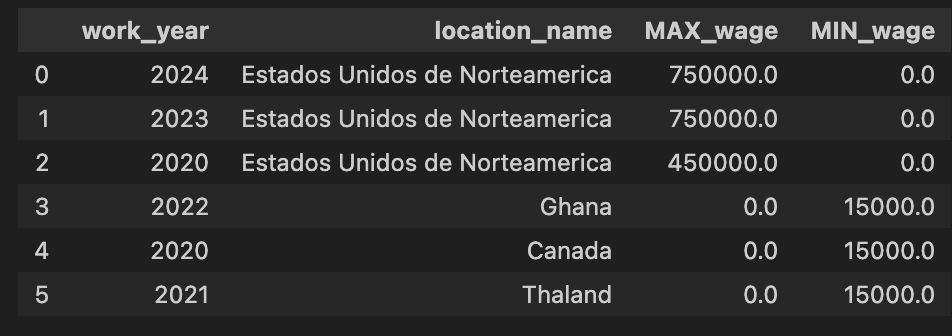 work_year location_name MAX_wage MIN_wage
0 2024 Estados Unidos de Norteamerica 750000.0 0.0
1 2023 Estados Unidos de Norteamerica 750000.0 0.0
2 2020 Estados Unidos de Norteamerica 450000.0 0.0
3 2022 Ghana 0.0 15000.0
4 2020 Canada 0.0 15000.0
5 2021 Thaland 0.0 15000.0